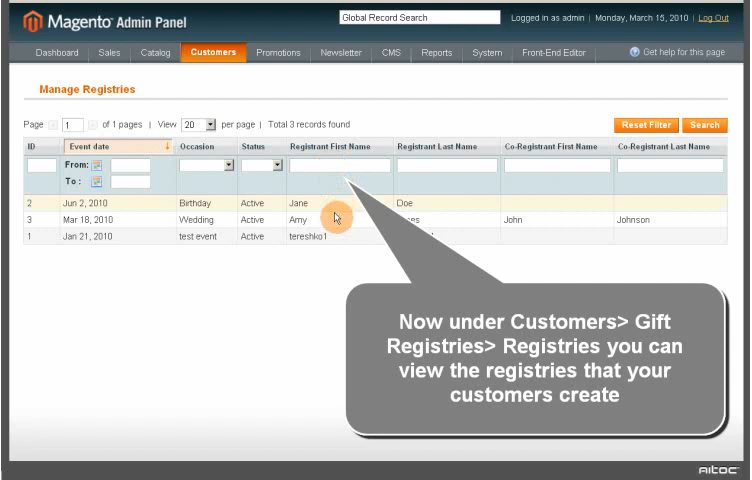 Magento® Admin Panel
Global Record Search
Logged in as admin | Monday, March 15, 2010 | Log Out
Dashboard Sales Catalog Customers Promotions Newsletter CMS Reports System Front-End Editor Get help for this page
Manage Registries
Page 1 of 1 pages | View 20 per page | Total 3 records found Reset Filter Search
ID Event date Occasion Status Registrant First Name Registrant Last Name Co-Registrant First Name Co-Registrant Last Name
From:
To :
2 Jun 2, 2010 Birthday Active Jane Doe
3 Mar 18, 2010 Wedding Active Amy John Johnson
1 Jan 21, 2010 test event Active tereshko1
Now under Customers> Gift
Registries> Registries you can
view the registries that your
customers create
AITOC